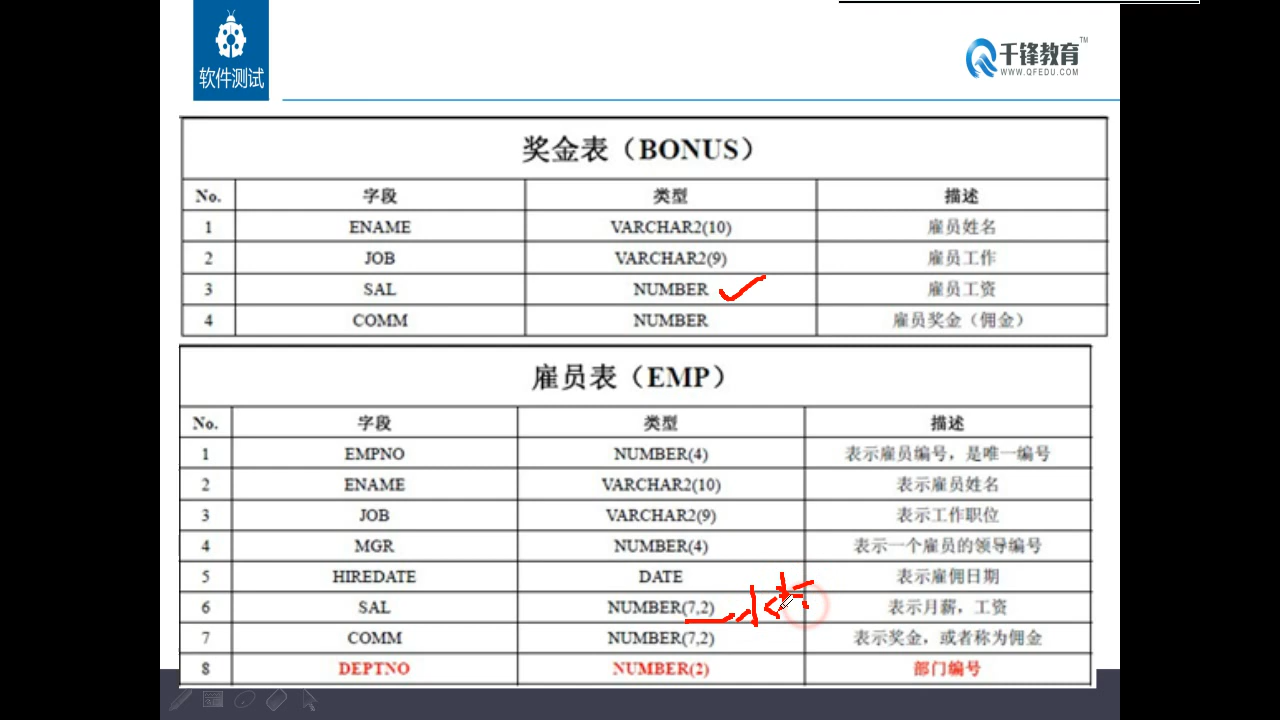 软件测试
千锋教育 TM
WWW.QFEDU.COM
奖金表（BONUS）
No. 字段 类型 描述
1 ENAME VARCHAR2(10) 雇员姓名
2 JOB VARCHAR2(9) 雇员工作
3 SAL NUMBER 雇员工资
4 COMM NUMBER 雇员奖金（佣金）
雇员表（EMP）
No. 字段 类型 描述
1 EMPNO NUMBER(4) 表示雇员编号，是唯一编号
2 ENAME VARCHAR2(10) 表示雇员姓名
3 JOB VARCHAR2(9) 表示工作职位
4 MGR NUMBER(4) 表示一个雇员的领导编号
5 HIREDATE DATE 表示雇佣日期
6 SAL NUMBER(7,2) 表示月薪，工资
7 COMM NUMBER(7,2) 表示奖金，或者称为佣金
8 DEPTNO NUMBER(2) 部门编号